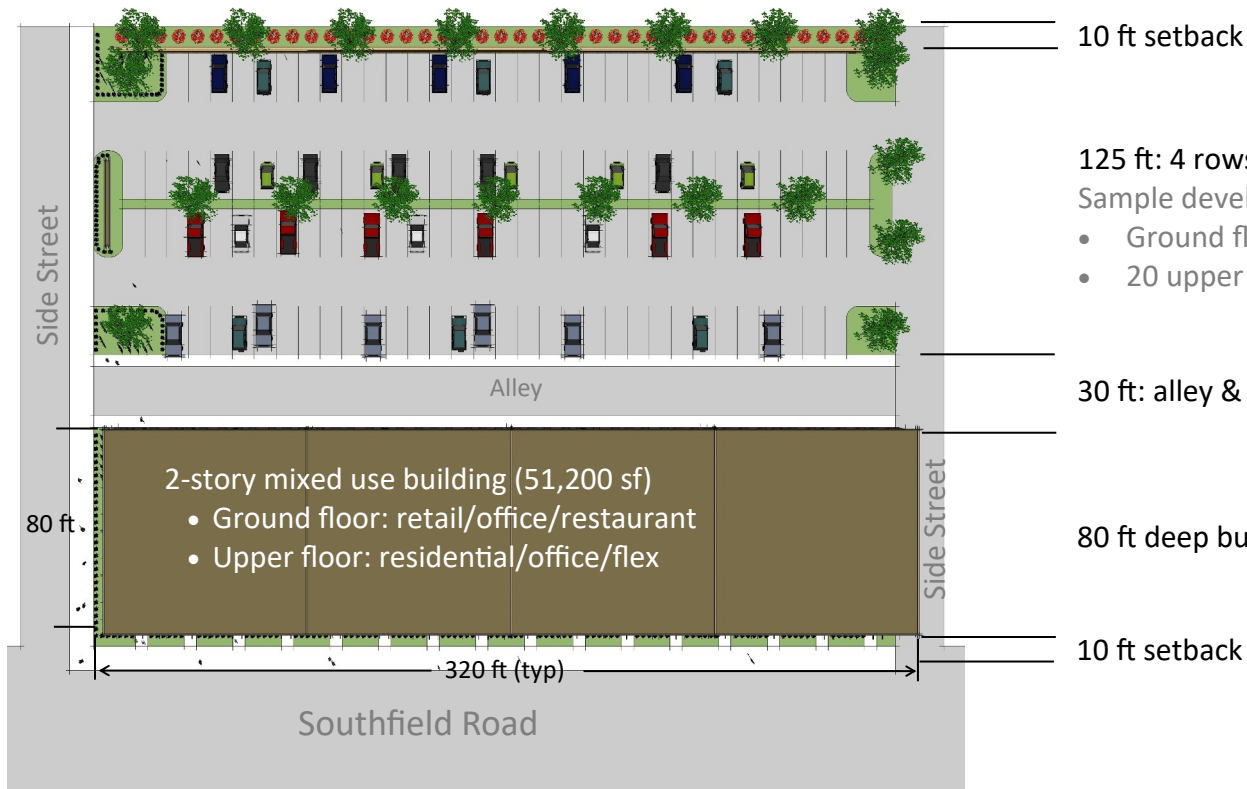 10 ft setback
125 ft: 4 rows
Sample devel
• Ground fl
• 20 upper
Side Street
Alley
30 ft: alley &
2-story mixed use building (51,200 sf)
• Ground floor: retail/office/restaurant
• Upper floor: residential/office/flex
80 ft
Side Street
80 ft deep bu
10 ft setback
320 ft (typ)
Southfield Road